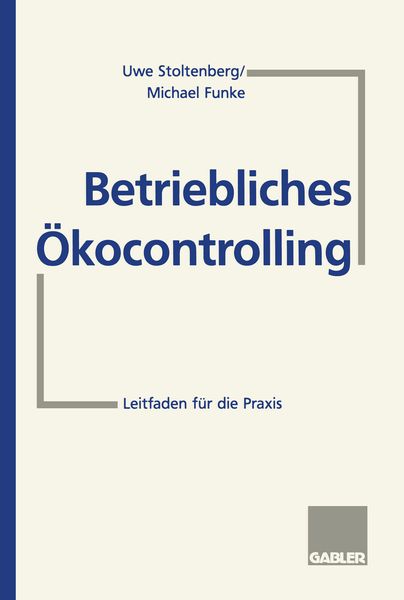 Uwe Stoltenberg/
Michael Funke
Betriebliches
Ökocontrolling
Leitfaden für die Praxis
GABLER